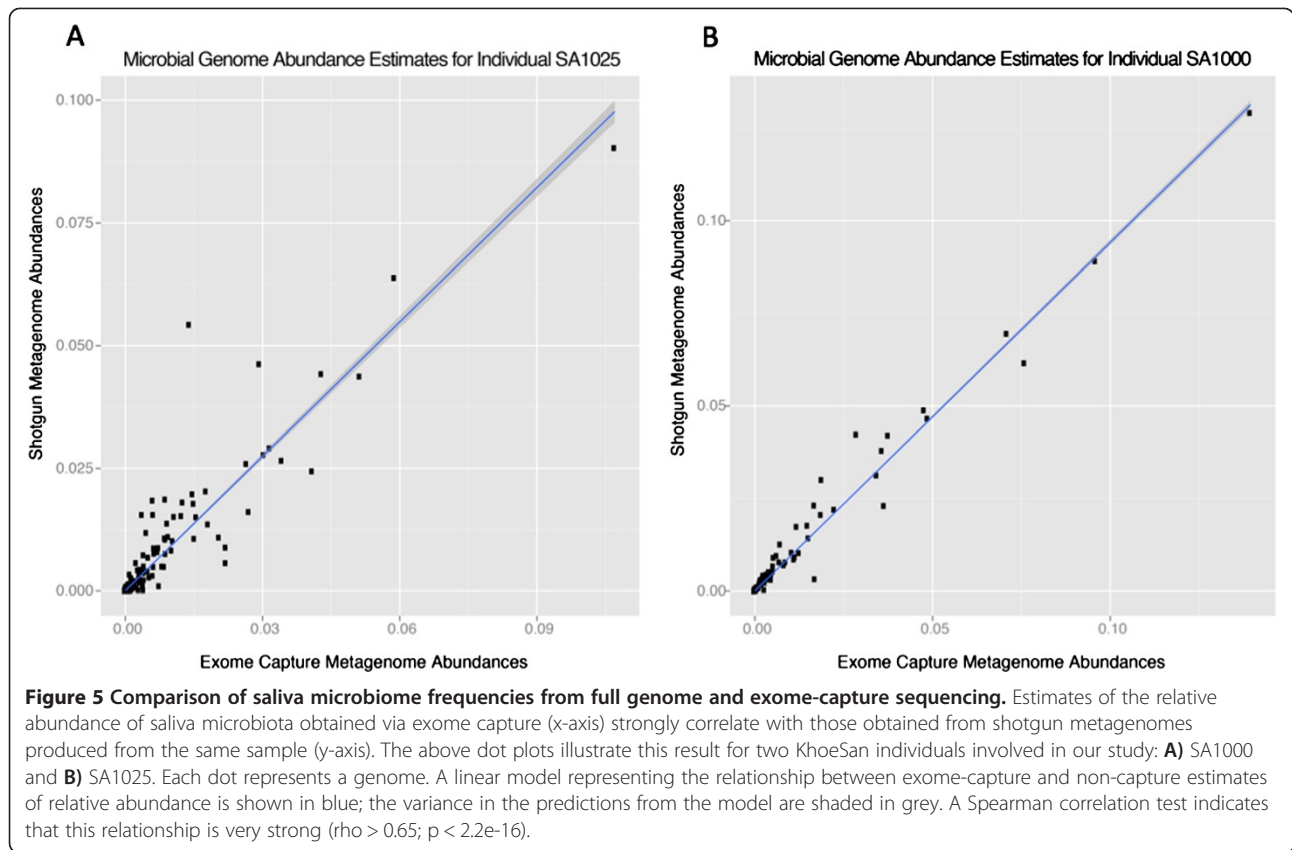 A
Microbial Genome Abundance Estimates for Individual SA1025
0.100
0.075
0.050
0.025
0.000
Shotgun Metagenome Abundances
0.00 0.03 0.06 0.09
Exome Capture Metagenome Abundances
B
Microbial Genome Abundance Estimates for Individual SA1000
0.10
0.05
0.00
Shotgun Metagenome Abundances
0.00 0.05 0.10
Exome Capture Metagenome Abundances
Figure 5 Comparison of saliva microbiome frequencies from full genome and exome-capture sequencing. Estimates of the relative
abundance of saliva microbiota obtained via exome capture (x-axis) strongly correlate with those obtained from shotgun metagenomes
produced from the same sample (y-axis). The above dot plots illustrate this result for two KhoeSan individuals involved in our study: A) SA1000
and B) SA1025. Each dot represents a genome. A linear model representing the relationship between exome-capture and non-capture estimates
of relative abundance is shown in blue; the variance in the predictions from the model are shaded in grey. A Spearman correlation test indicates
that this relationship is very strong (rho > 0.65; p < 2.2e-16).